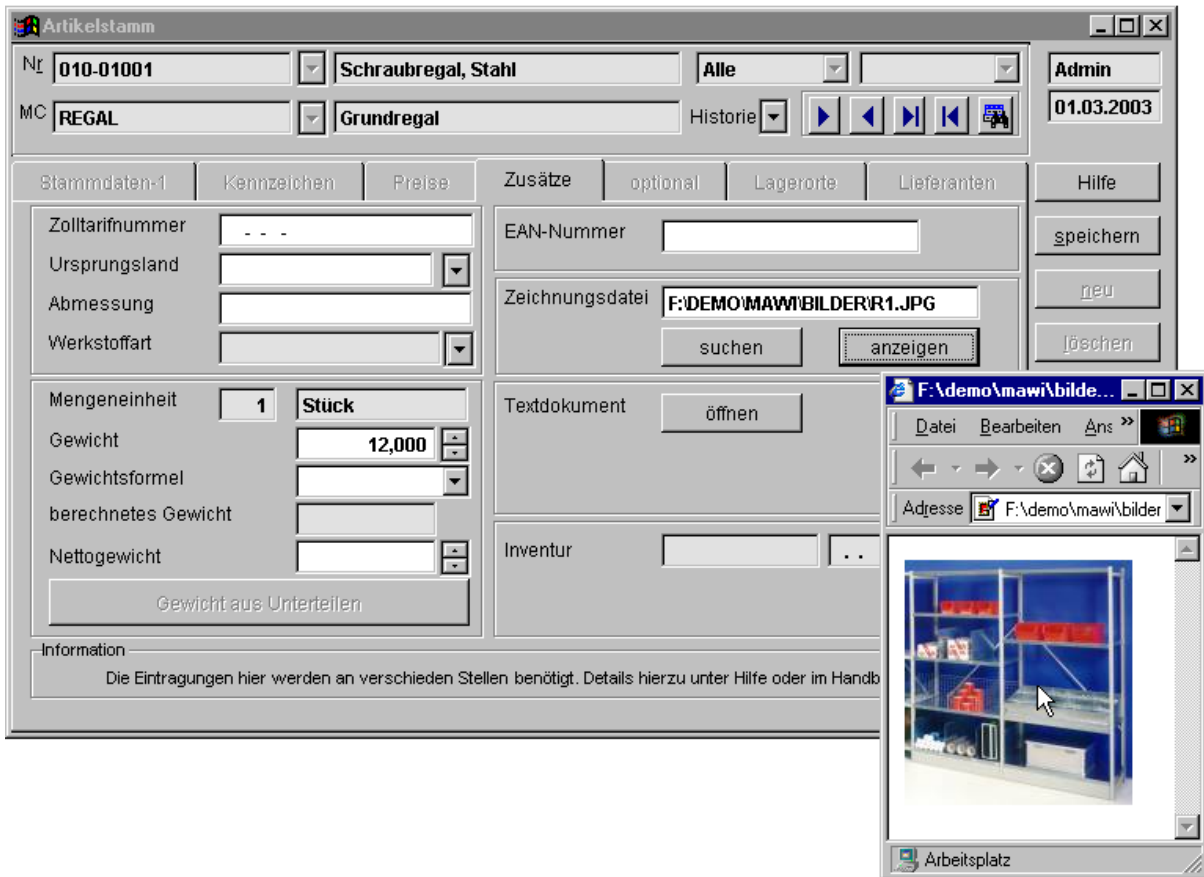 Artikelstamm
Nr 010-01001 Schraubregal, Stahl Alle Admin
MC REGAL Grundregal Historie 01.03.2003
Stammdaten-1 Kennzeichen Preise Zusätze optional Lagerorte Lieferanten Hilfe
Zolltarifnummer - - - EAN-Nummer speichern
Ursprungsland
Abmessung Zeichnungsdatei F:\DEMO\MAWI\BILDER\R1.JPG neu
Werkstoffart suchen anzeigen löschen
Mengeneinheit 1 Stück Textdokument öffnen
Gewicht 12,000
Gewichtsformel
berechnetes Gewicht
Nettogewicht Inventur . .
Gewicht aus Unterteilen
Information
Die Eintragungen hier werden an verschieden Stellen benötigt. Details hierzu unter Hilfe oder im Handb
F:\demo\mawi\bilde...
Datei Bearbeiten Ans »
»
Adresse F:\demo\mawi\bilder
Arbeitsplatz